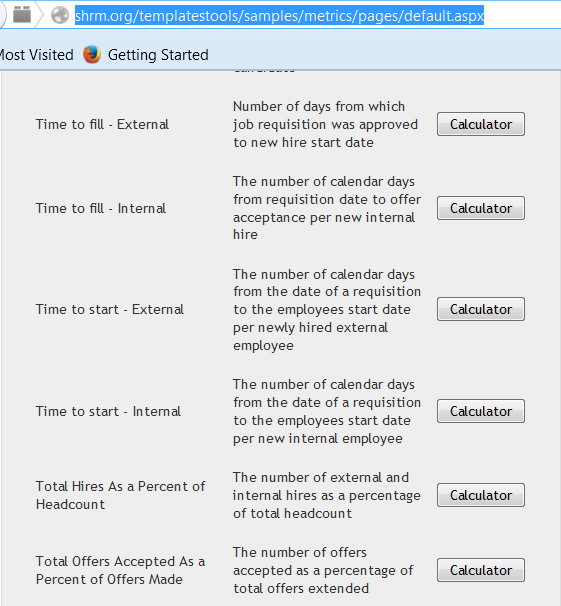 shrm.org/templatestools/samples/metrics/pages/default.aspx
Most Visited Getting Started
Time to fill - External
Number of days from which
job requisition was approved
to new hire start date
Calculator
Time to fill - Internal
The number of calendar days
from requisition date to offer
acceptance per new internal
hire
Calculator
Time to start - External
The number of calendar days
from the date of a requisition
to the employees start date
per newly hired external
employee
Calculator
Time to start - Internal
The number of calendar days
from the date of a requisition
to the employees start date
per new internal employee
Calculator
Total Hires As a Percent of
Headcount
The number of external and
internal hires as a percentage
of total headcount
Calculator
Total Offers Accepted As a
Percent of Offers Made
The number of offers
accepted as a percentage of
total offers extended
Calculator